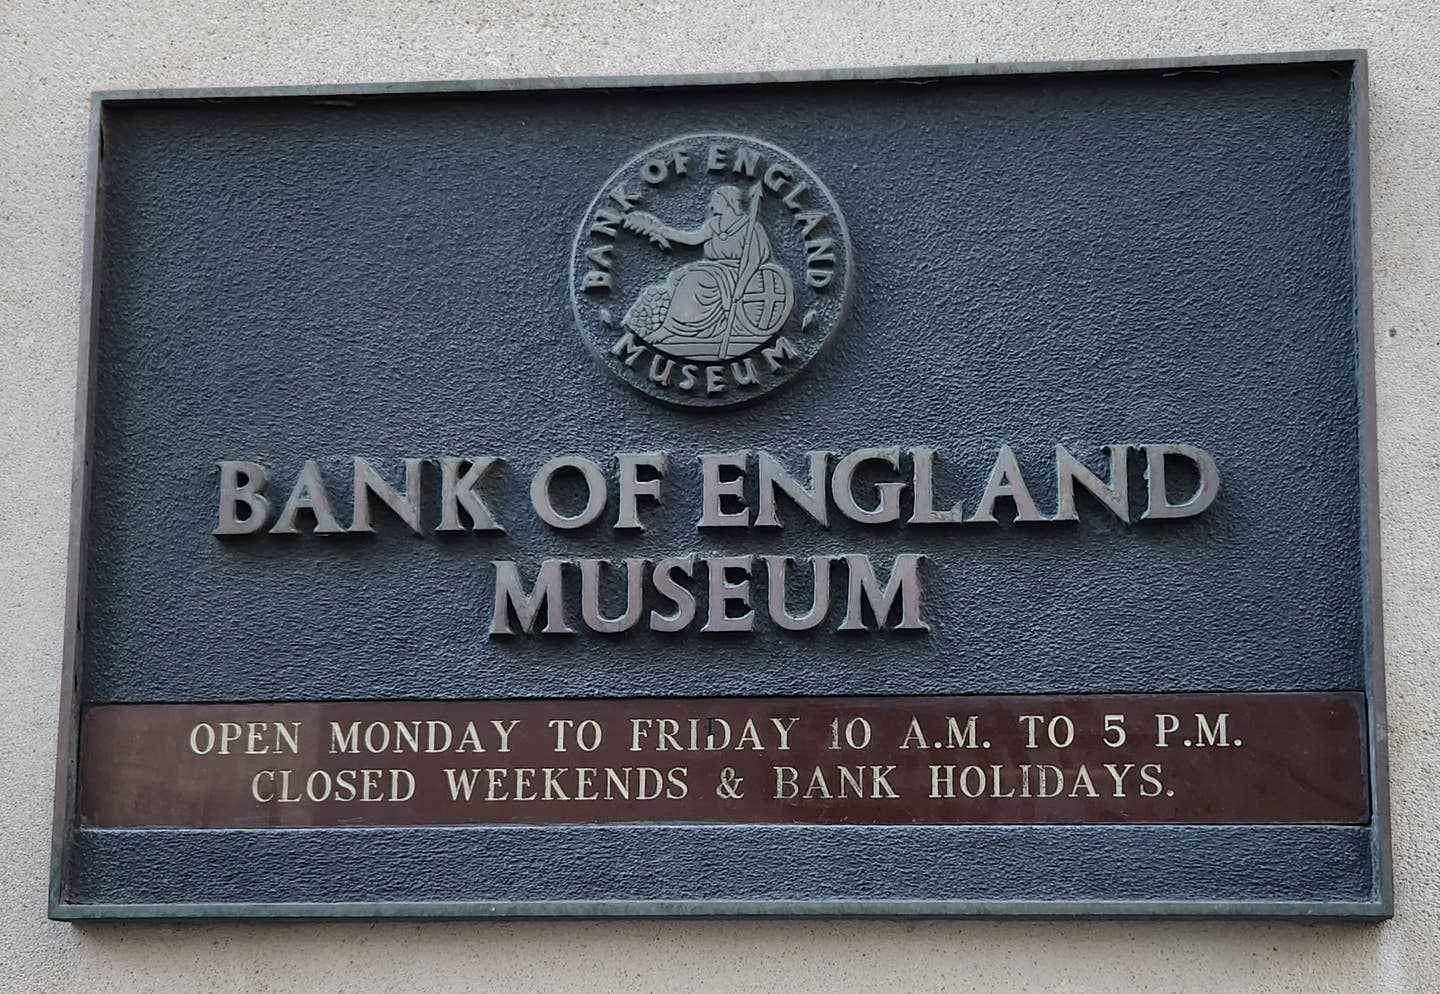 BANK OF ENGLAND
MUSEUM
BANK OF ENGLAND
MUSEUM
OPEN MONDAY TO FRIDAY 10 A.M. TO 5 P.M.
CLOSED WEEKENDS & BANK HOLIDAYS.